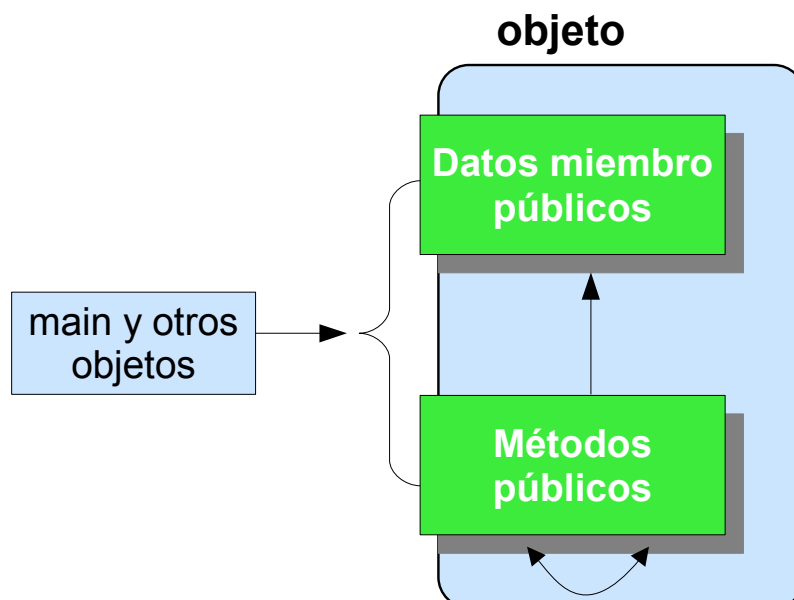 objeto
Datos miembro
públicos
main y otros
objetos
Métodos
públicos